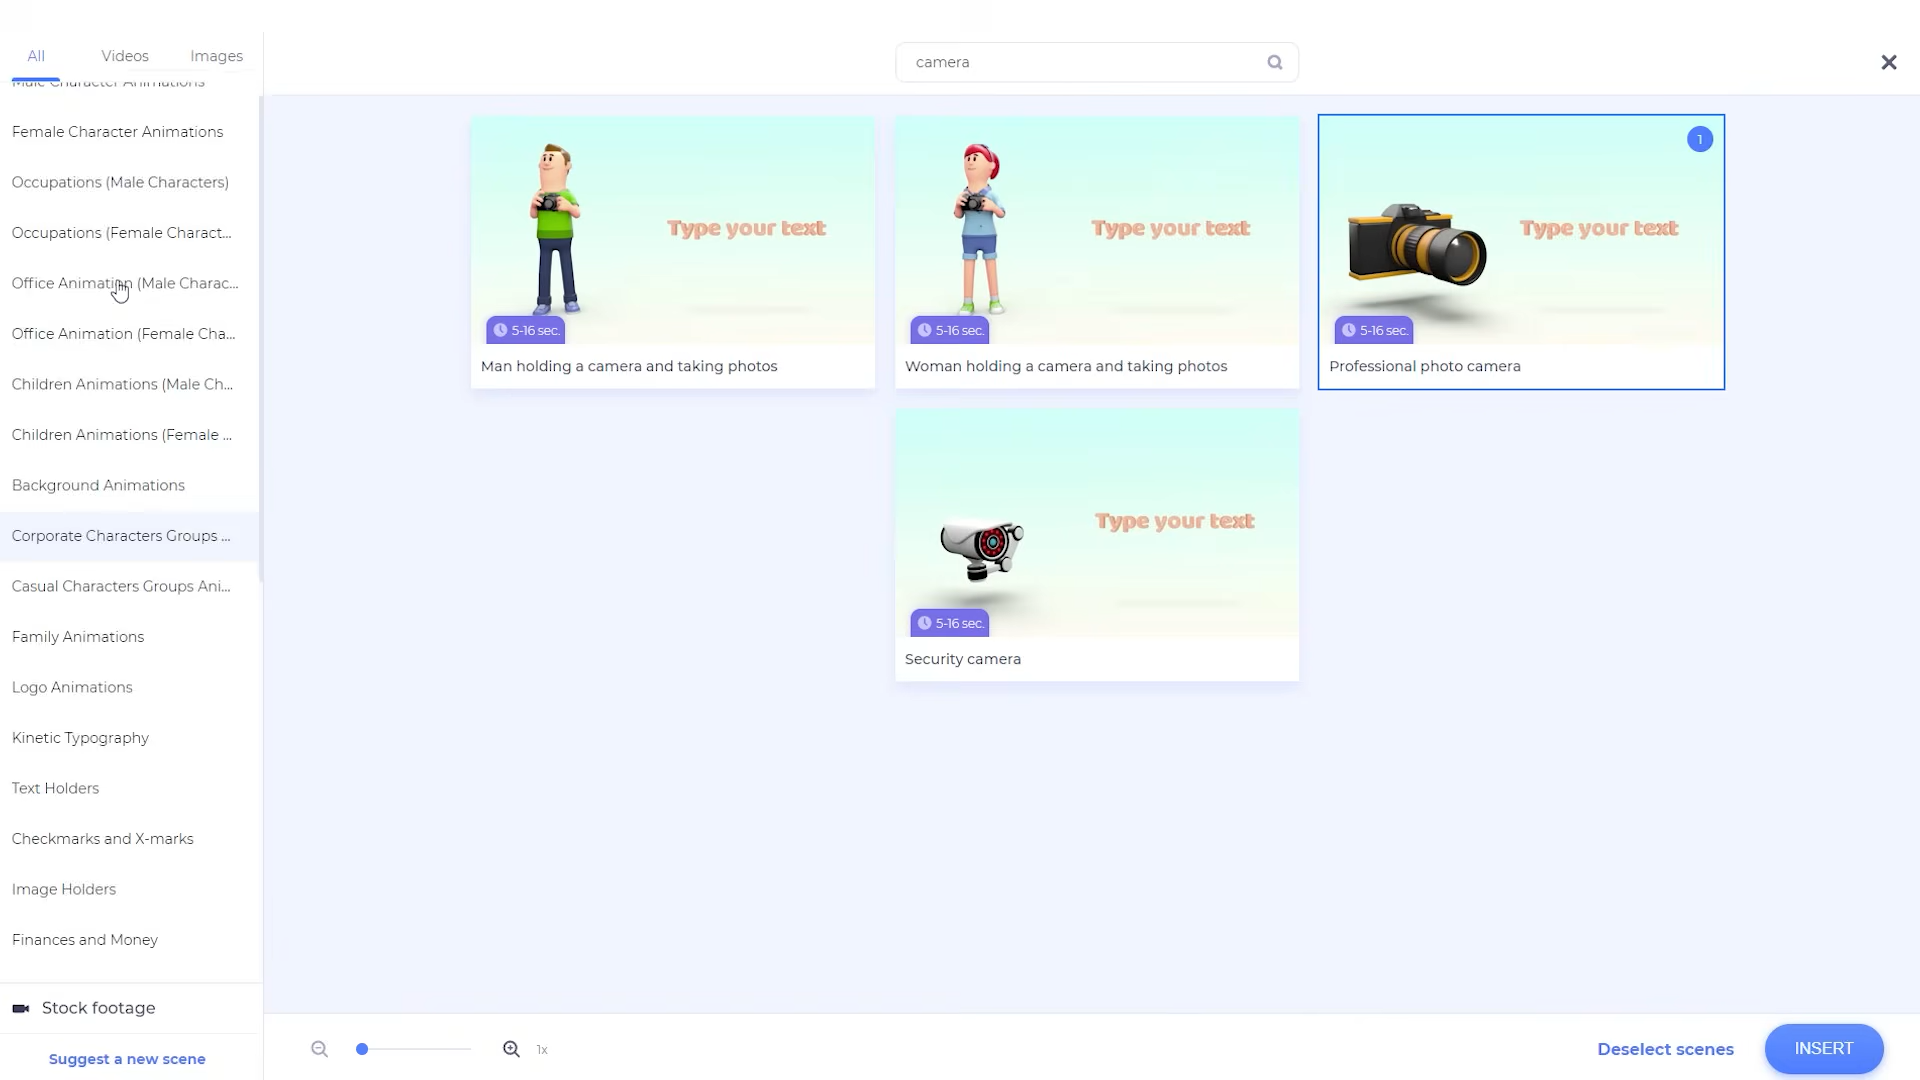 All
Videos
Images
camera
Male Character Animations
Female Character Animations
Occupations (Male Characters)
Occupations (Female Charact...
Office Animation (Male Charac...
Office Animation (Female Cha...
Children Animations (Male Ch...
Children Animations (Female ...
Background Animations
Corporate Characters Groups ...
Casual Characters Groups Ani...
Family Animations
Logo Animations
Kinetic Typography
Text Holders
Checkmarks and X-marks
Image Holders
Finances and Money
Stock footage
Suggest a new scene
Type your text
5-16 sec.
Man holding a camera and taking photos
Type your text
5-16 sec.
Woman holding a camera and taking photos
1
Type your text
5-16 sec.
Professional photo camera
Type your text
5-16 sec.
Security camera
1x
Deselect scenes
INSERT